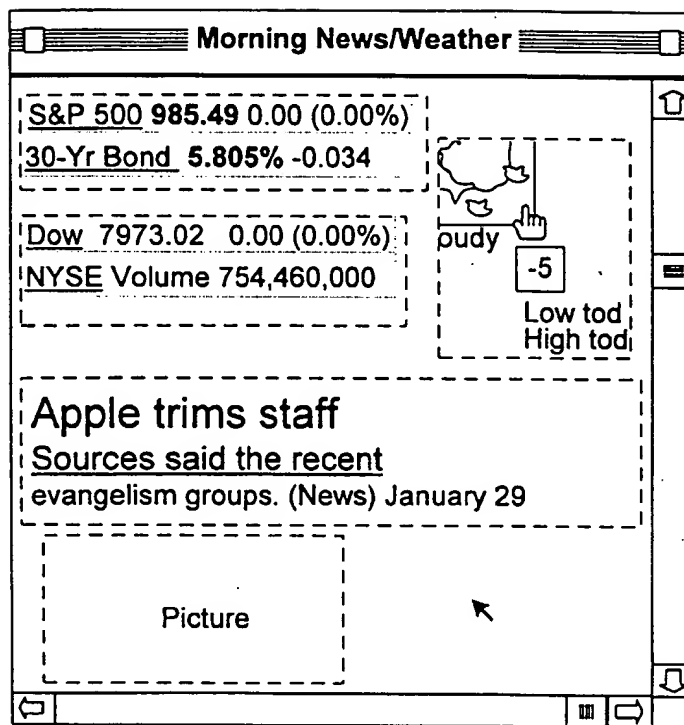 Morning News/Weather
S&P 500 985.49 0.00 (0.00%)
30-Yr Bond 5.805% -0.034
Dow 7973.02 0.00 (0.00%)
NYSE Volume 754,460,000
oudy
-5
Low tod
High tod
Apple trims staff
Sources said the recent
evangelism groups. (News) January 29
Picture